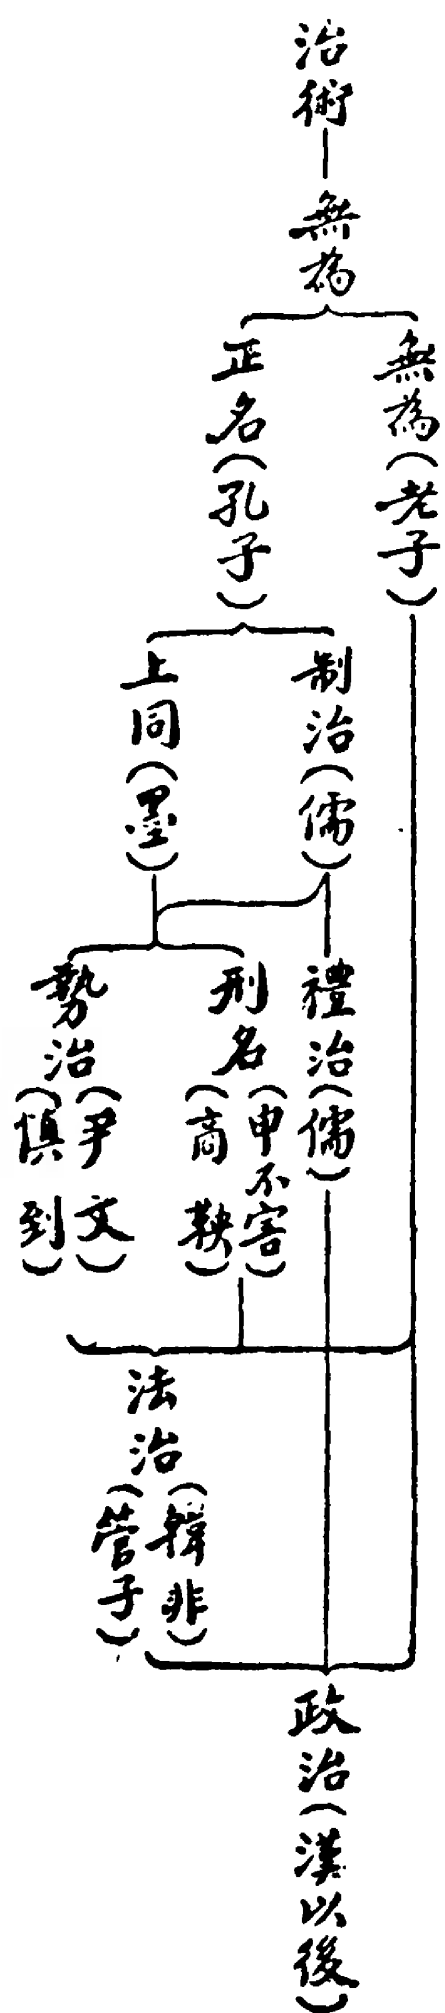 治術
無為
無為(老子)
正名(孔子)
制治(儒)
上同(墨)
禮治(儒)
刑名
(申不害)
(商鞅)
勢治
(尹文)
(慎到)
法治
(韓非)
(管子)
政治(漢以後)